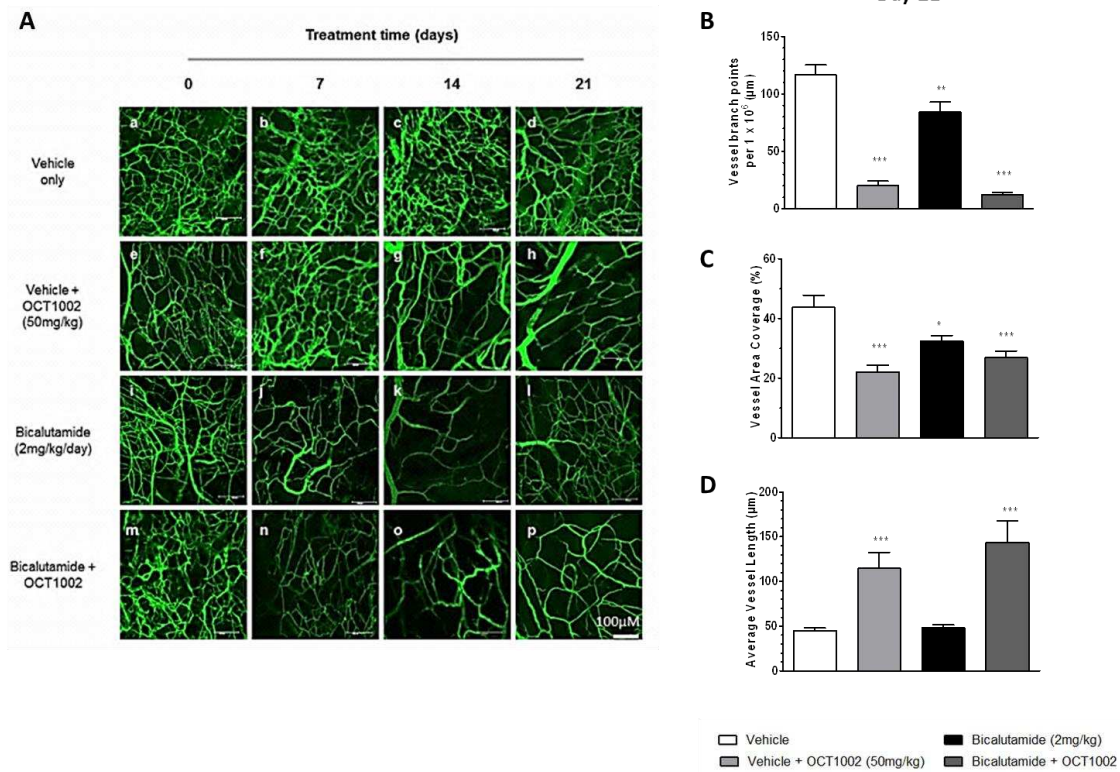 A
Treatment time (days)
0 7 14 21
Vehicle
only
a b c d
Vehicle +
OCT1002
(50mg/kg)
e f g h
Bicalutamide
(2mg/kg/day)
i j k l
Bicalutamide +
OCT1002
m n o p
100µM
B
Vessel branch points
per 1 x 10⁶ (µm)
150
100
50
0
***
**
***
C
Vessel Area Coverage (%)
60
40
20
0
***
*
***
D
Average Vessel Length (µm)
200
150
100
50
0
***
***
Vehicle
Vehicle + OCT1002 (50mg/kg)
Bicalutamide (2mg/kg)
Bicalutamide + OCT1002